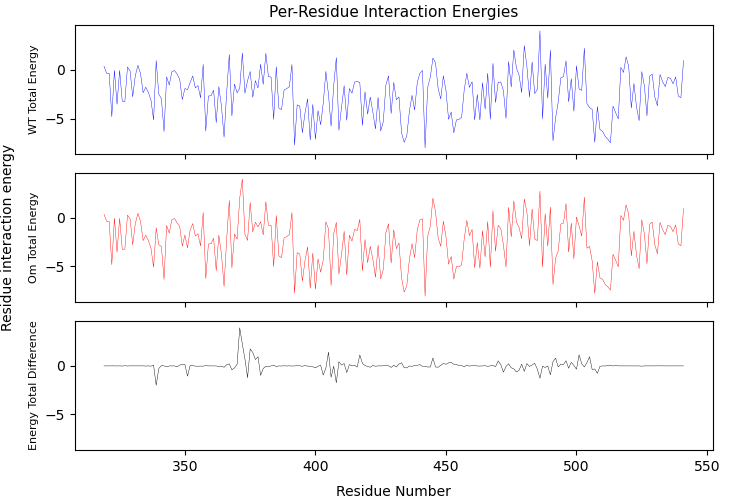 Per-Residue Interaction Energies
Residue interaction energy
WT Total Energy
0
−5
Om Total Energy
0
−5
Energy Total Difference
0
−5
350
400
450
500
550
Residue Number